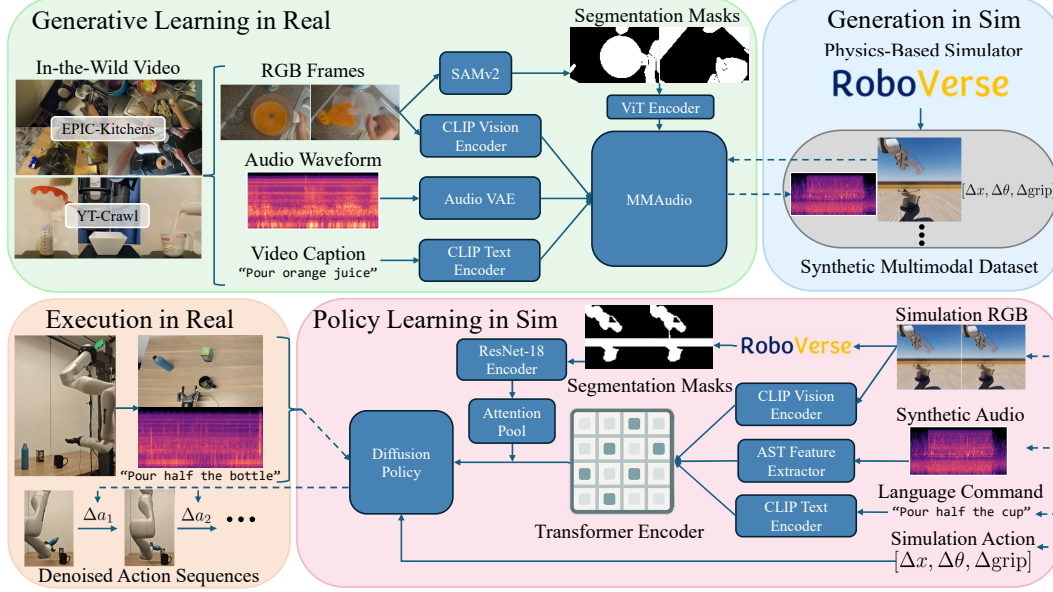 Generative Learning in Real
In-the-Wild Video
EPIC-Kitchens
YT-Crawl
RGB Frames
Audio Waveform
Video Caption
“Pour orange juice”
SAMv2
CLIP Vision
Encoder
Audio VAE
CLIP Text
Encoder
Segmentation Masks
ViT Encoder
MMAudio
Generation in Sim
Physics-Based Simulator
RoboVerse
[Δx, Δθ, Δgrip]
Synthetic Multimodal Dataset
Execution in Real
“Pour half the bottle”
Δa₁
Δa₂
Denoised Action Sequences
Policy Learning in Sim
ResNet-18
Encoder
Segmentation Masks
Attention
Pool
Diffusion
Policy
Transformer Encoder
RoboVerse
CLIP Vision
Encoder
AST Feature
Extractor
CLIP Text
Encoder
Simulation RGB
Synthetic Audio
Language Command
“Pour half the cup”
Simulation Action
[Δx, Δθ, Δgrip]